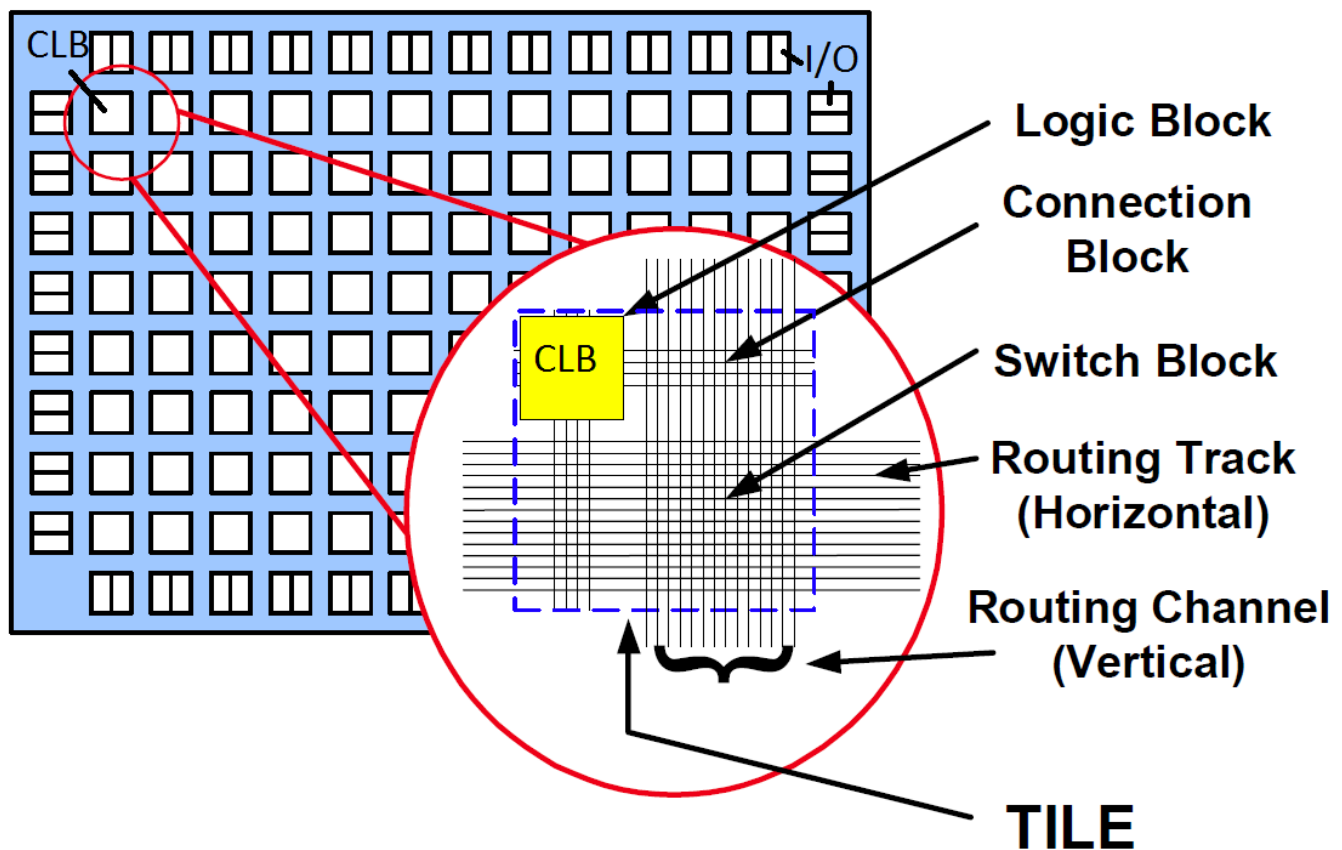 CLB
I/O
Logic Block
Connection
Block
CLB
Switch Block
Routing Track
(Horizontal)
Routing Channel
(Vertical)
TILE